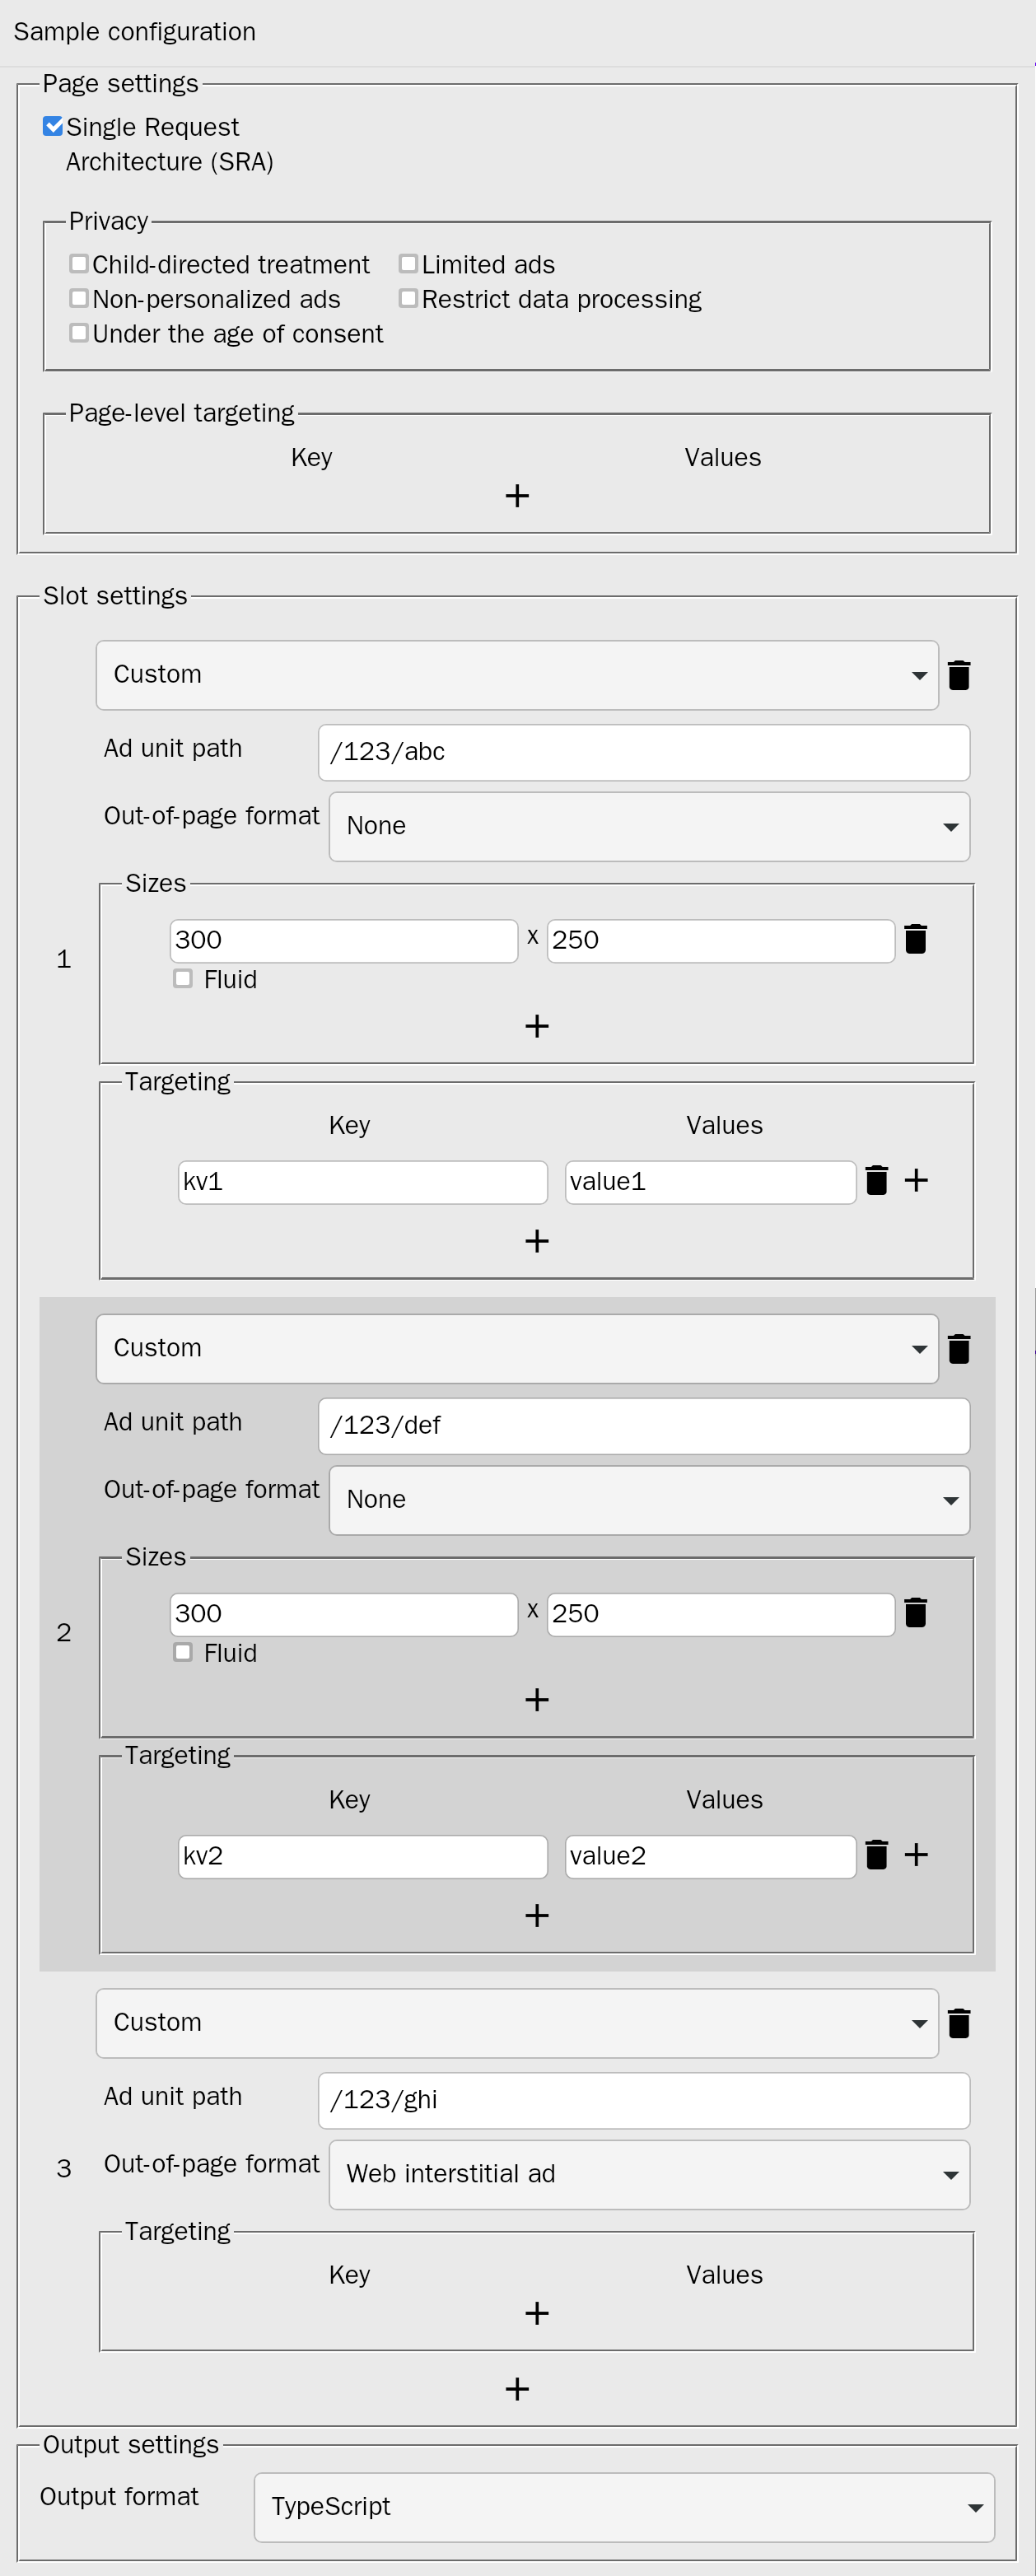 Sample configuration
Page settings
Single Request
Architecture (SRA)
Privacy
Child-directed treatment Limited ads
Non-personalized ads Restrict data processing
Under the age of consent
Page-level targeting
Key Values
+
Slot settings
Custom
Ad unit path /123/abc
Out-of-page format None
Sizes
1
300 x 250
Fluid
+
Targeting
Key Values
kv1 value1 +
+
Custom
Ad unit path /123/def
Out-of-page format None
Sizes
2
300 x 250
Fluid
+
Targeting
Key Values
kv2 value2 +
+
Custom
Ad unit path /123/ghi
3 Out-of-page format Web interstitial ad
Targeting
Key Values
+
+
Output settings
Output format TypeScript